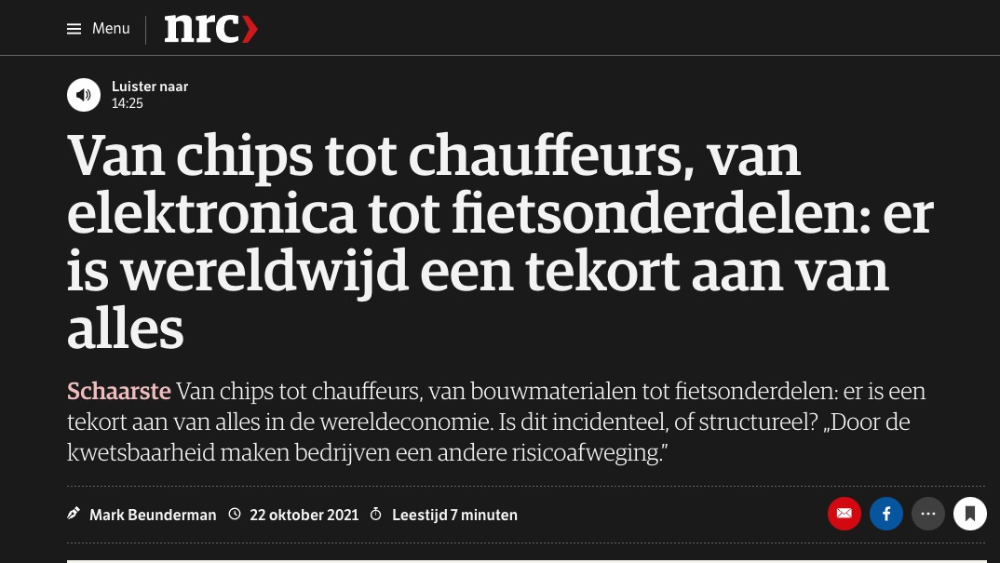 Menu
nrc
Luister naar
14:25
Van chips tot chauffeurs, van
elektronica tot fietsonderdelen: er
is wereldwijd een tekort aan van
alles
Schaarste Van chips tot chauffeurs, van bouwmaterialen tot fietsonderdelen: er is een
tekort aan van alles in de wereldeconomie. Is dit incidenteel, of structureel? „Door de
kwetsbaarheid maken bedrijven een andere risicoafweging.”
Mark Beunderman 22 oktober 2021 Leestijd 7 minuten